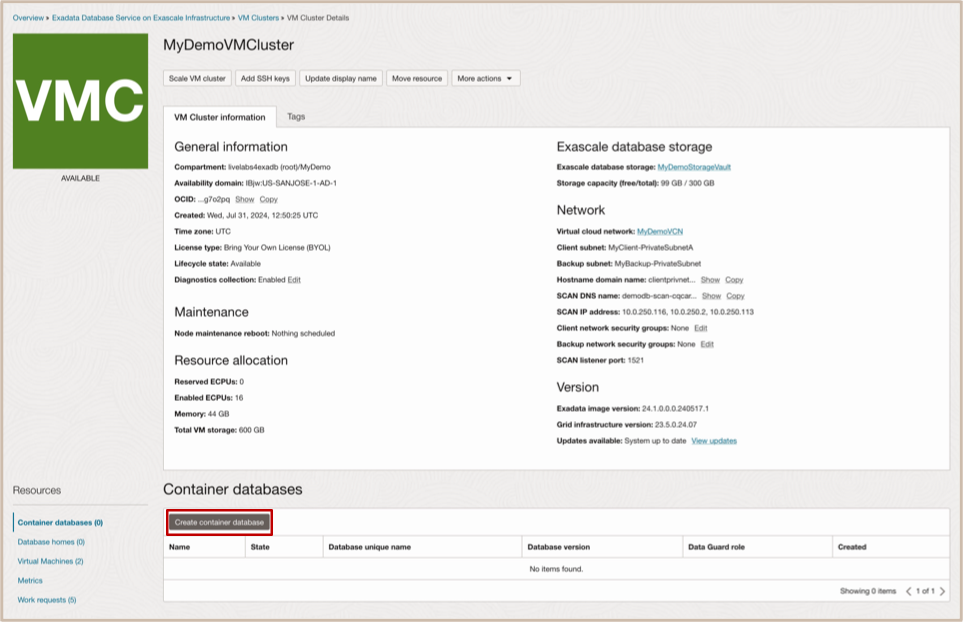 Overview » Exadata Database Service on Exascale Infrastructure » VM Clusters » VM Cluster Details
VMC
AVAILABLE
MyDemoVMCluster
Scale VM cluster Add SSH keys Update display name Move resource More actions
VM Cluster information Tags
General information
Compartment: livelabs4exadb (root)/MyDemo
Availability domain: IBjw:US-SANJOSE-1-AD-1
OCID: ...g7o2pq Show Copy
Created: Wed, Jul 31, 2024, 12:50:25 UTC
Time zone: UTC
License type: Bring Your Own License (BYOL)
Lifecycle state: Available
Diagnostics collection: Enabled Edit
Maintenance
Node maintenance reboot: Nothing scheduled
Resource allocation
Reserved ECPUs: 0
Enabled ECPUs: 16
Memory: 44 GB
Total VM storage: 600 GB
Exascale database storage
Exascale database storage: MyDemoStorageVault
Storage capacity (free/total): 99 GB / 300 GB
Network
Virtual cloud network: MyDemoVCN
Client subnet: MyClient-PrivateSubnetA
Backup subnet: MyBackup-PrivateSubnet
Hostname domain name: clientprivnet... Show Copy
SCAN DNS name: demodb-scan-cqcar... Show Copy
SCAN IP address: 10.0.250.116, 10.0.250.2, 10.0.250.113
Client network security groups: None Edit
Backup network security groups: None Edit
SCAN listener port: 1521
Version
Exadata image version: 24.1.0.0.0.240517.1
Grid infrastructure version: 23.5.0.24.07
Updates available: System up to date View updates
Resources
Container databases (0)
Database homes (0)
Virtual Machines (2)
Metrics
Work requests (5)
Container databases
Create container database
Name State Database unique name Database version Data Guard role Created
No items found.
Showing 0 items < 1 of 1 >